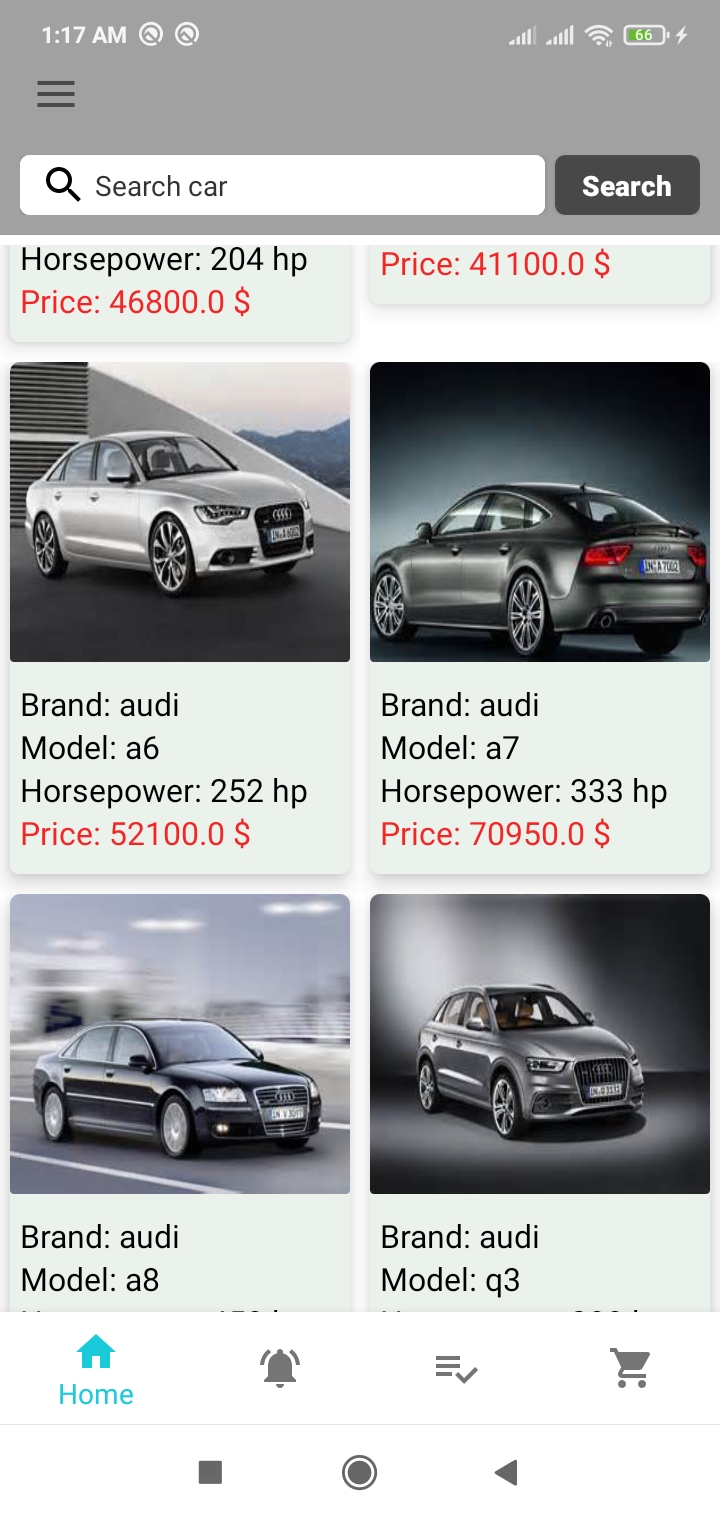 1:17 AM
66
Search car
Search
Horsepower: 204 hp
Price: 46800.0 $
Price: 41100.0 $
Brand: audi
Model: a6
Horsepower: 252 hp
Price: 52100.0 $
Brand: audi
Model: a7
Horsepower: 333 hp
Price: 70950.0 $
Brand: audi
Model: a8
Brand: audi
Model: q3
Home